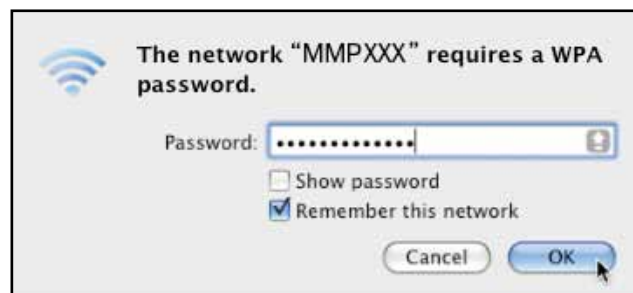 The network “MMPXXX” requires a WPA
password.
Password: •••••••••••••
Show password
Remember this network
Cancel OK